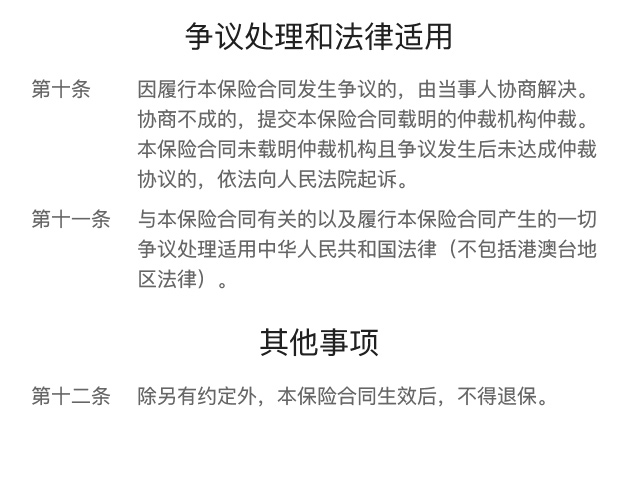 争议处理和法律适用
第十条 因履行本保险合同发生争议的，由当事人协商解决。
协商不成的，提交本保险合同载明的仲裁机构仲裁。
本保险合同未载明仲裁机构且争议发生后未达成仲裁
协议的，依法向人民法院起诉。
第十一条 与本保险合同有关的以及履行本保险合同产生的一切
争议处理适用中华人民共和国法律（不包括港澳台地
区法律）。
其他事项
第十二条 除另有约定外，本保险合同生效后，不得退保。